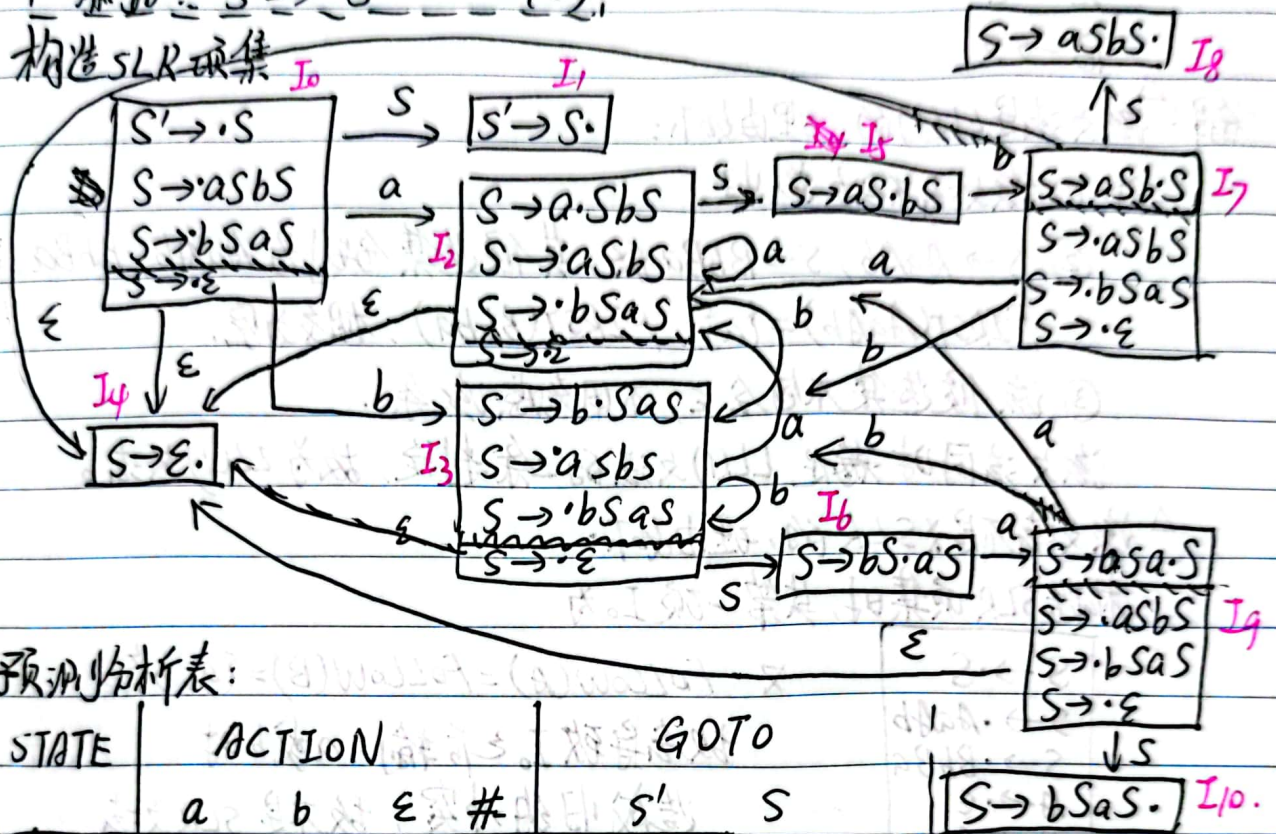 构造SLR项集
I0
S'→·S
S→·aSbS
S→·bSaS
S→·ε
S
I1
S'→S·
a
I2
S→a·SbS
S→·aSbS
S→·bSaS
S→·ε
S
I5
S→aS·bS
b
I7
S→aSb·S
S→·aSbS
S→·bSaS
S→·ε
S
S→aSbS·
I8
a
a
b
b
ε
ε
ε
I4
S→ε·
b
I3
S→b·SaS
S→·aSbS
S→·bSaS
S→·ε
a
b
b
a
ε
S
I6
S→bS·aS
a
I9
S→bSa·S
S→·aSbS
S→·bSaS
S→·ε
ε
S
S→bSaS·
I10.
预测分析表:
STATE ACTION GOTO
a b ε # S' S